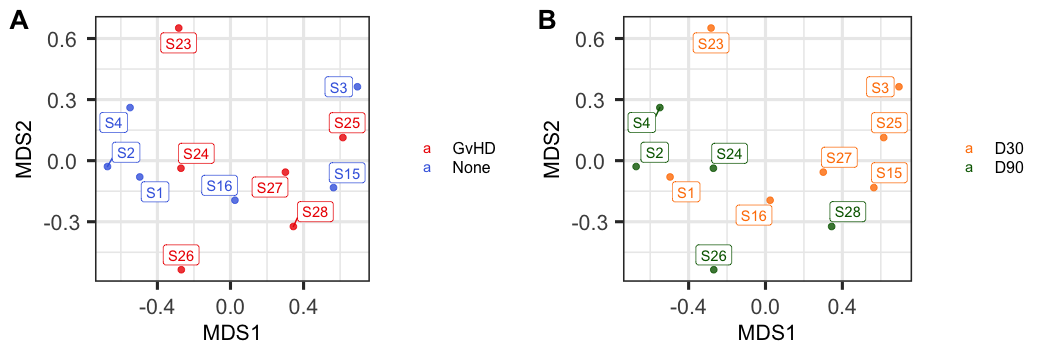 A
B
S23
S3
S4
S25
S2
S24
S1
S16
S27
S15
S28
S26
0.6
0.3
0.0
-0.3
-0.4
0.0
0.4
MDS1
MDS2
a GvHD
a None
S23
S3
S4
S25
S2
S24
S27
S1
S15
S16
S28
S26
0.6
0.3
0.0
-0.3
-0.4
0.0
0.4
MDS1
MDS2
a D30
a D90